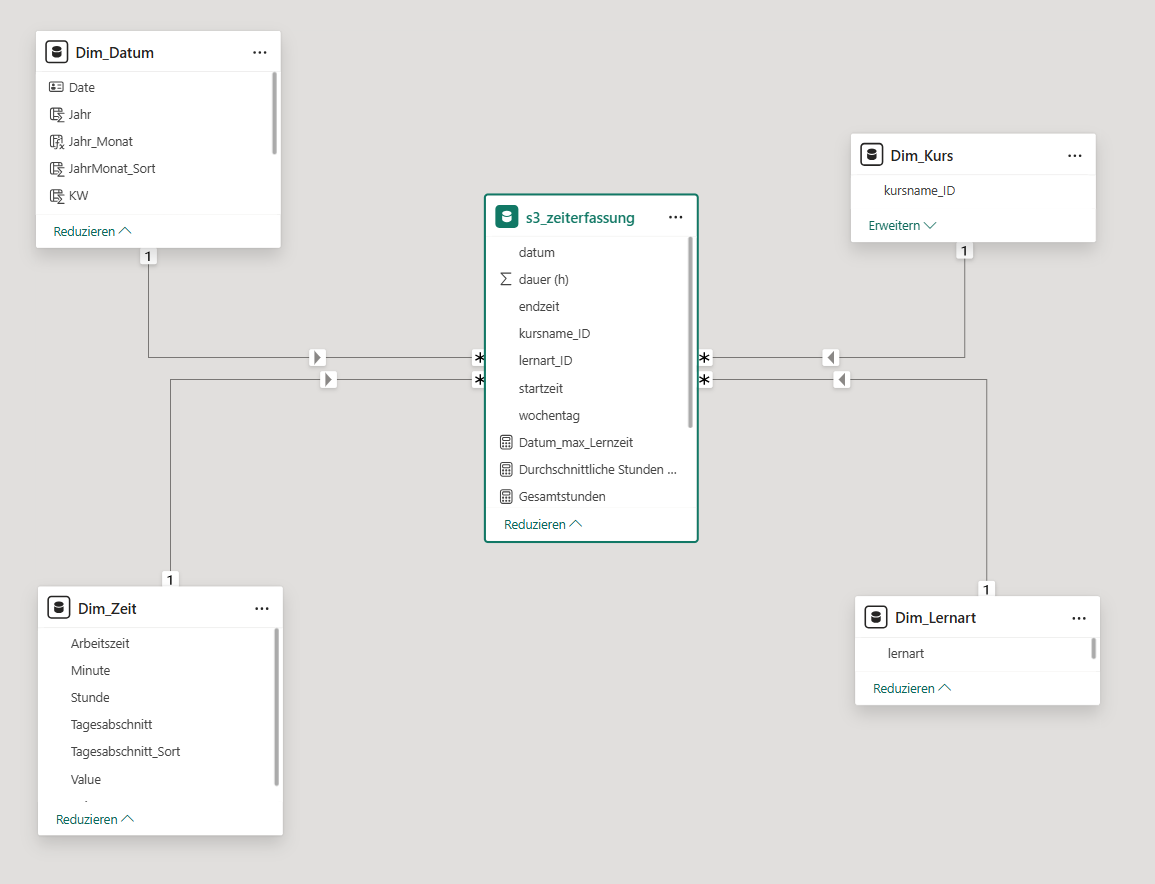 Dim_Datum
Date
Jahr
Jahr_Monat
JahrMonat_Sort
KW
Reduzieren
1
Dim_Kurs
kursname_ID
Erweitern
1
s3_zeiterfassung
datum
dauer (h)
endzeit
kursname_ID
lernart_ID
startzeit
wochentag
Datum_max_Lernzeit
Durchschnittliche Stunden ...
Gesamtstunden
Reduzieren
*
*
*
*
1
Dim_Zeit
Arbeitszeit
Minute
Stunde
Tagesabschnitt
Tagesabschnitt_Sort
Value
Reduzieren
1
Dim_Lernart
lernart
Reduzieren